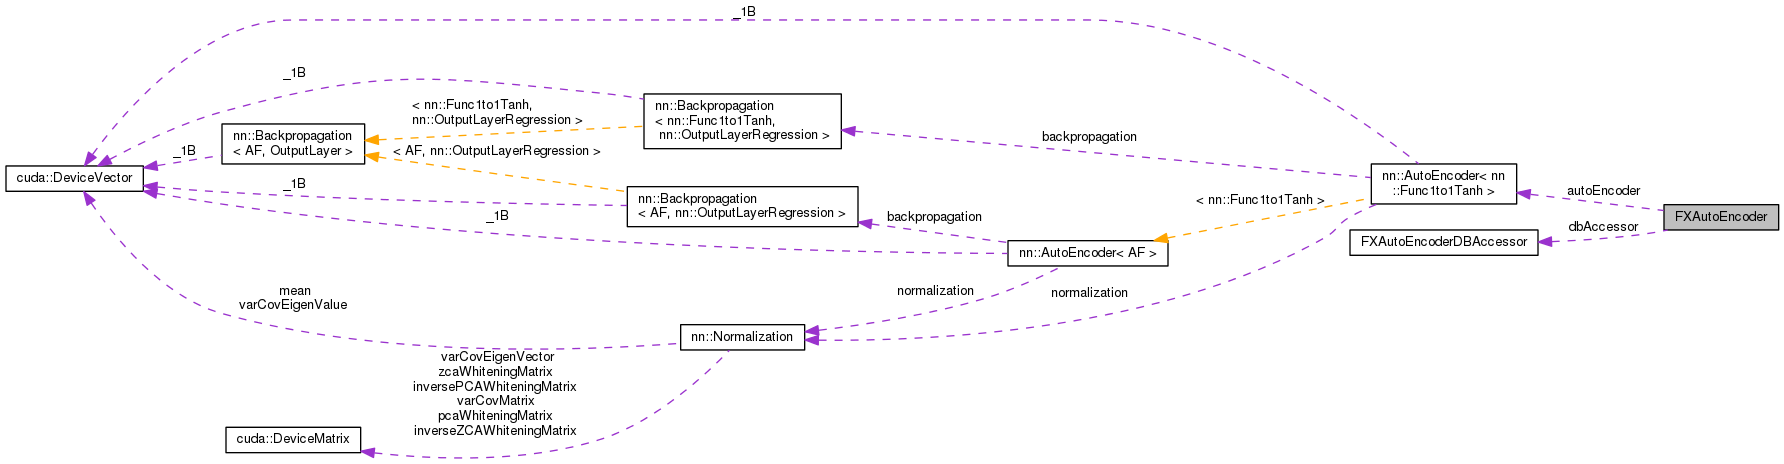 _1B
_1B
< nn::Func1to1Tanh,
nn::OutputLayerRegression >
nn::Backpropagation
< nn::Func1to1Tanh,
nn::OutputLayerRegression >
backpropagation
nn::Backpropagation
< AF, OutputLayer >
_1B
< AF, nn::OutputLayerRegression >
cuda::DeviceVector
_1B
nn::Backpropagation
< AF, nn::OutputLayerRegression >
_1B
backpropagation
nn::AutoEncoder< nn
::Func1to1Tanh >
autoEncoder
< nn::Func1to1Tanh >
FXAutoEncoder
dbAccessor
FXAutoEncoderDBAccessor
nn::AutoEncoder< AF >
mean
varCovEigenValue
normalization
normalization
nn::Normalization
varCovEigenVector
zcaWhiteningMatrix
inversePCAWhiteningMatrix
varCovMatrix
pcaWhiteningMatrix
inverseZCAWhiteningMatrix
cuda::DeviceMatrix